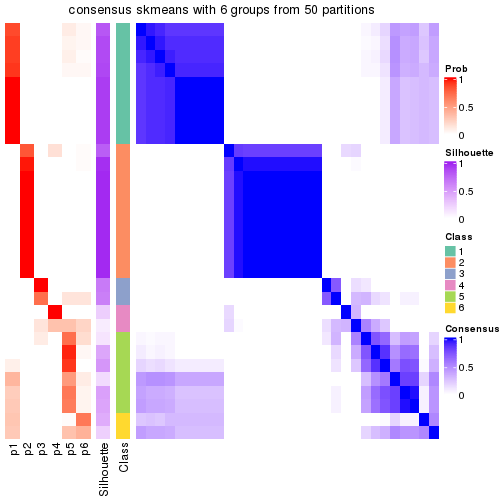 consensus skmeans with 6 groups from 50 partitions
Prob
1
0.5
0
Silhouette
1
0.5
0
Class
1
2
3
4
5
6
Consensus
1
0.5
0
p1
p2
p3
p4
p5
p6
Silhouette
Class